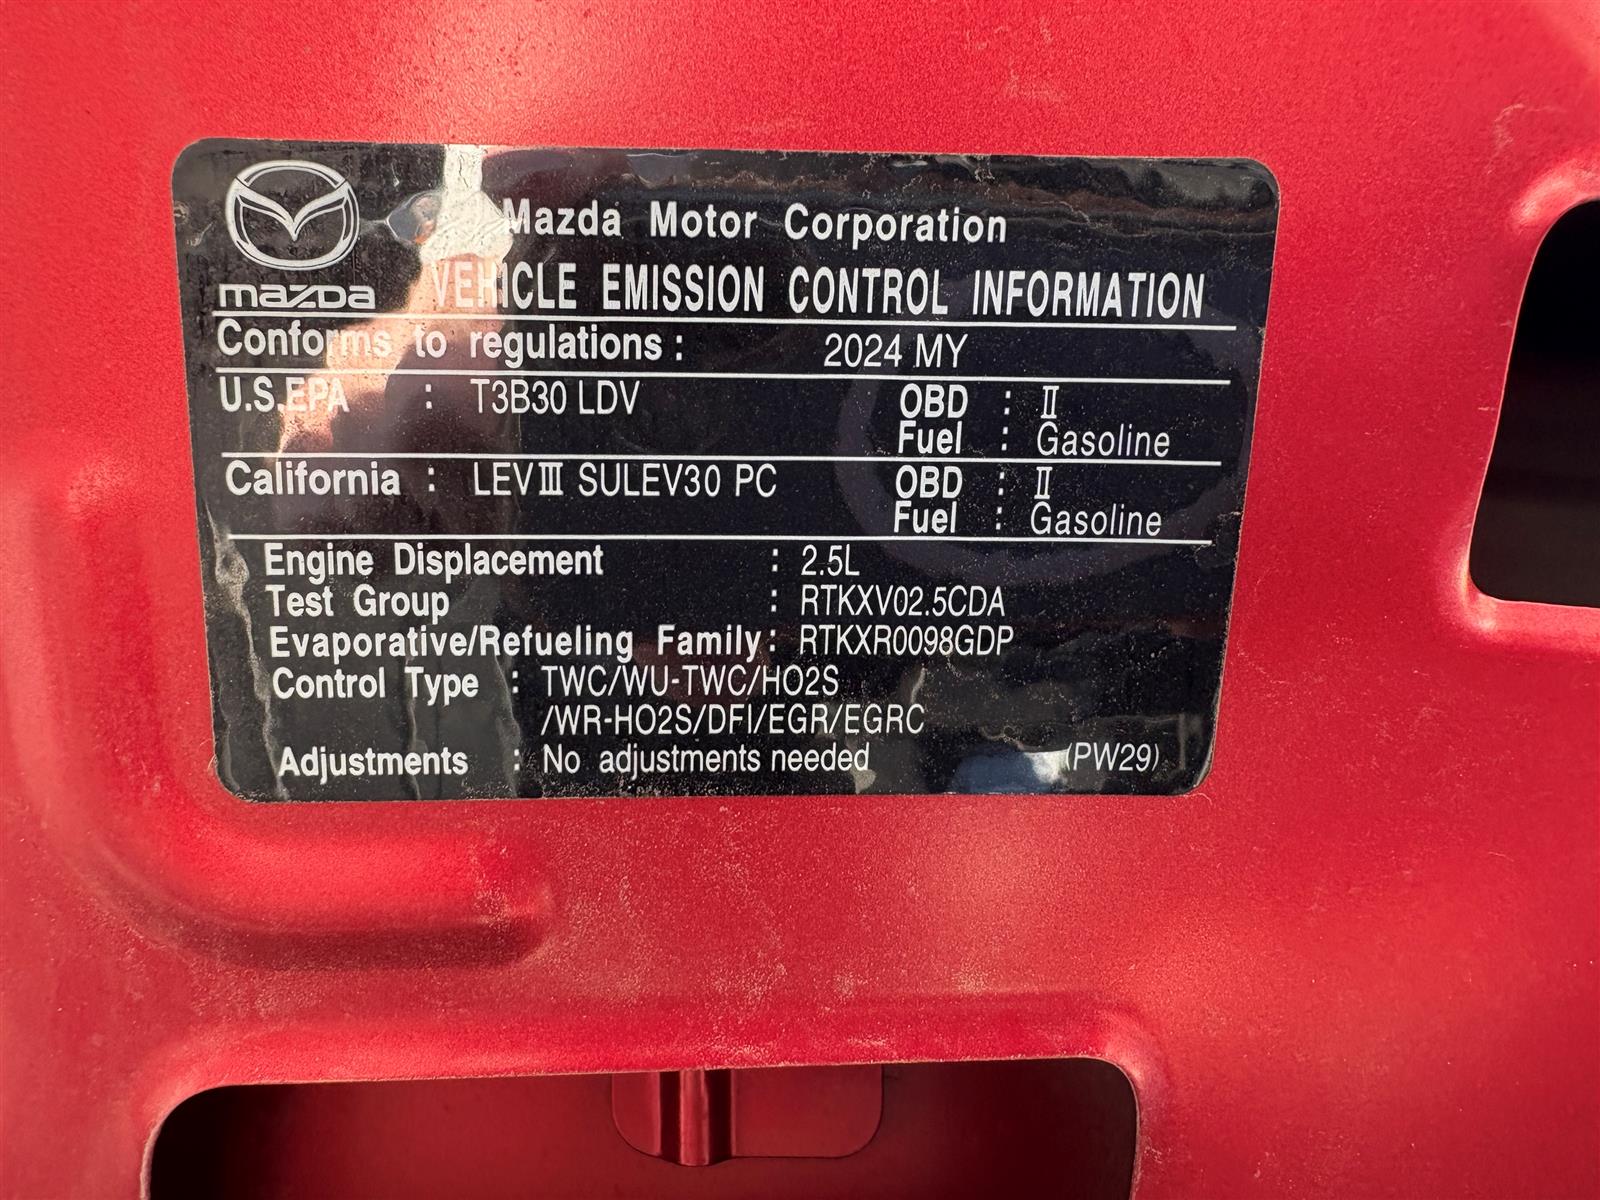 Mazda Motor Corporation
mazda VEHICLE EMISSION CONTROL INFORMATION
Conforms to regulations : 2024 MY
U.S.EPA : T3B30 LDV OBD : Ⅱ
Fuel : Gasoline
California : LEVⅢ SULEV30 PC OBD : Ⅱ
Fuel : Gasoline
Engine Displacement : 2.5L
Test Group : RTKXV02.5CDA
Evaporative/Refueling Family : RTKXR0098GDP
Control Type : TWC/WU-TWC/HO2S
/WR-HO2S/DFI/EGR/EGRC
Adjustments : No adjustments needed (PW29)